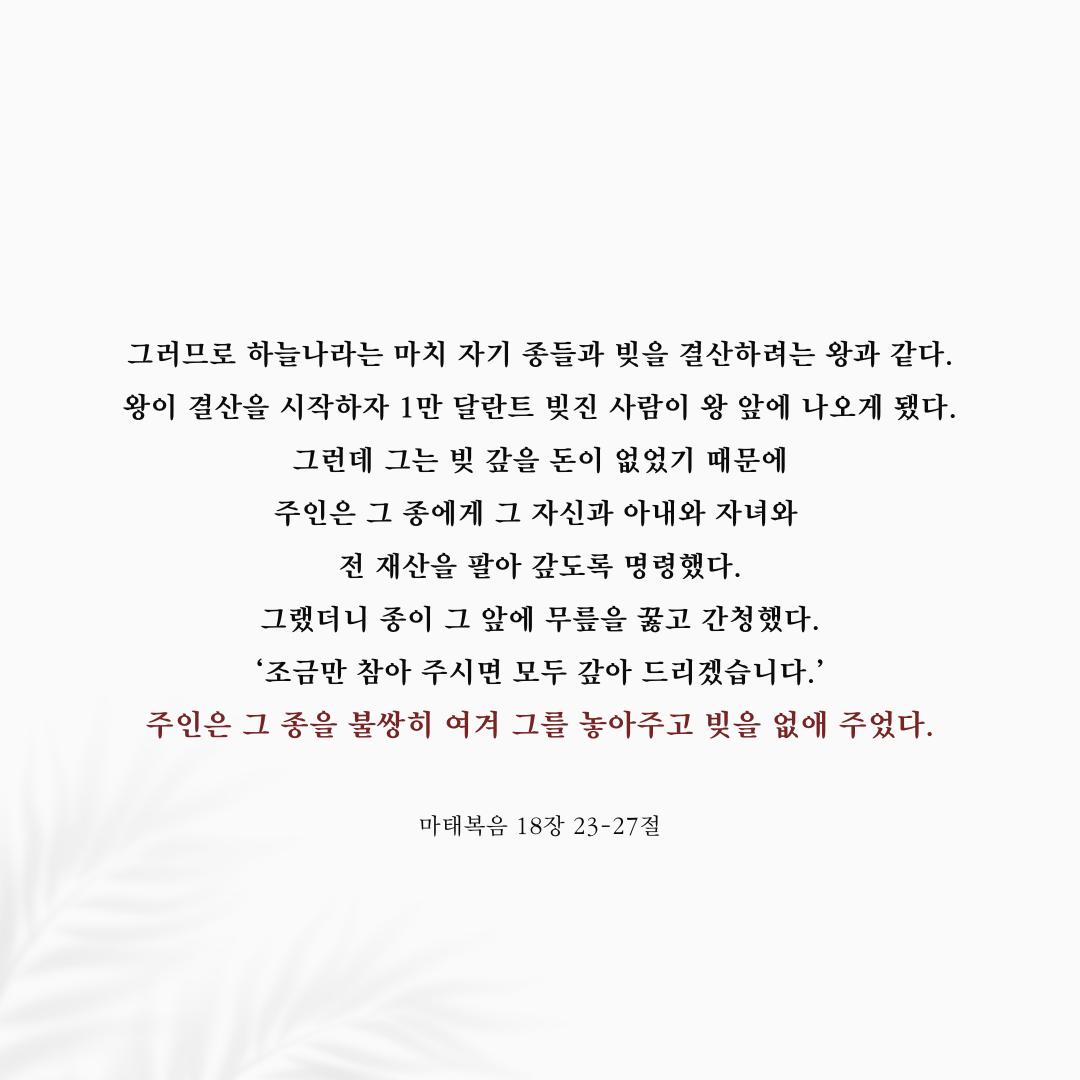 그러므로 하늘나라는 마치 자기 종들과 빚을 결산하려는 왕과 같다.
왕이 결산을 시작하자 1만 달란트 빚진 사람이 왕 앞에 나오게 됐다.
그런데 그는 빚 갚을 돈이 없었기 때문에
주인은 그 종에게 그 자신과 아내와 자녀와
전 재산을 팔아 갚도록 명령했다.
그랬더니 종이 그 앞에 무릎을 꿇고 간청했다.
‘조금만 참아 주시면 모두 갚아 드리겠습니다.’
주인은 그 종을 불쌍히 여겨 그를 놓아주고 빚을 없애 주었다.
마태복음 18장 23-27절